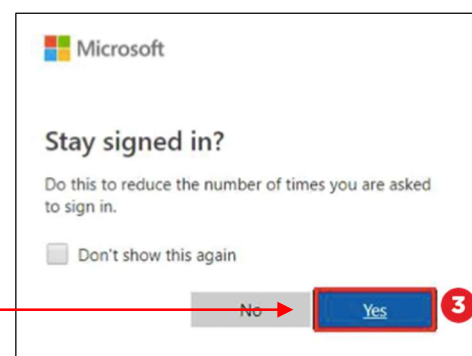 Microsoft
Stay signed in?
Do this to reduce the number of times you are asked
to sign in.
Don't show this again
No Yes 3